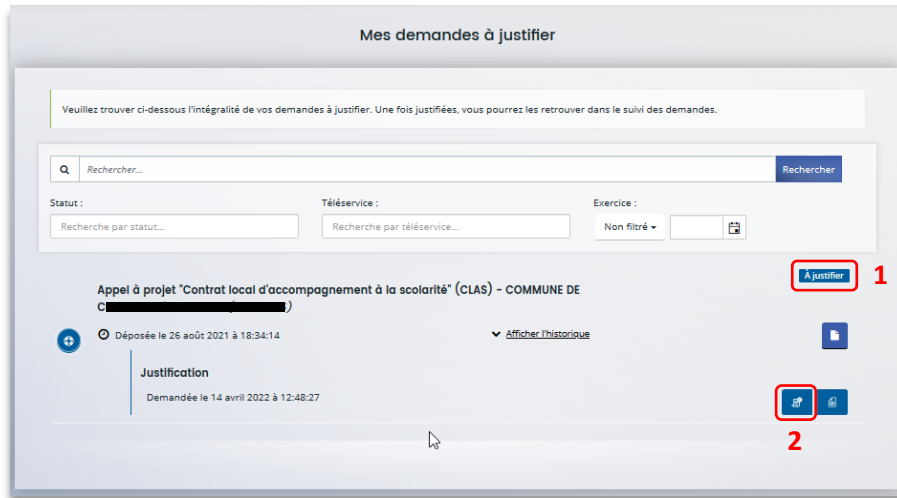 Mes demandes à justifier
Veuillez trouver ci-dessous l'intégralité de vos demandes à justifier. Une fois justifiées, vous pourrez les retrouver dans le suivi des demandes.
Rechercher...
Rechercher
Statut :
Téléservice :
Exercice :
Recherche par statut...
Recherche par téléservice...
Non filtré
À justifier
1
Appel à projet "Contrat local d'accompagnement à la scolarité" (CLAS) - COMMUNE DE
C
Déposée le 26 août 2021 à 18:34:14
Afficher l'historique
Justification
Demandée le 14 avril 2022 à 12:48:27
2